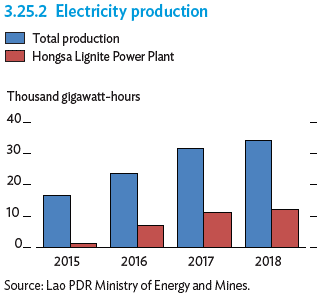 3.25.2 Electricity production
Total production
Hongsa Lignite Power Plant
Thousand gigawatt-hours
40
30
20
10
0
2015 2016 2017 2018
Source: Lao PDR Ministry of Energy and Mines.